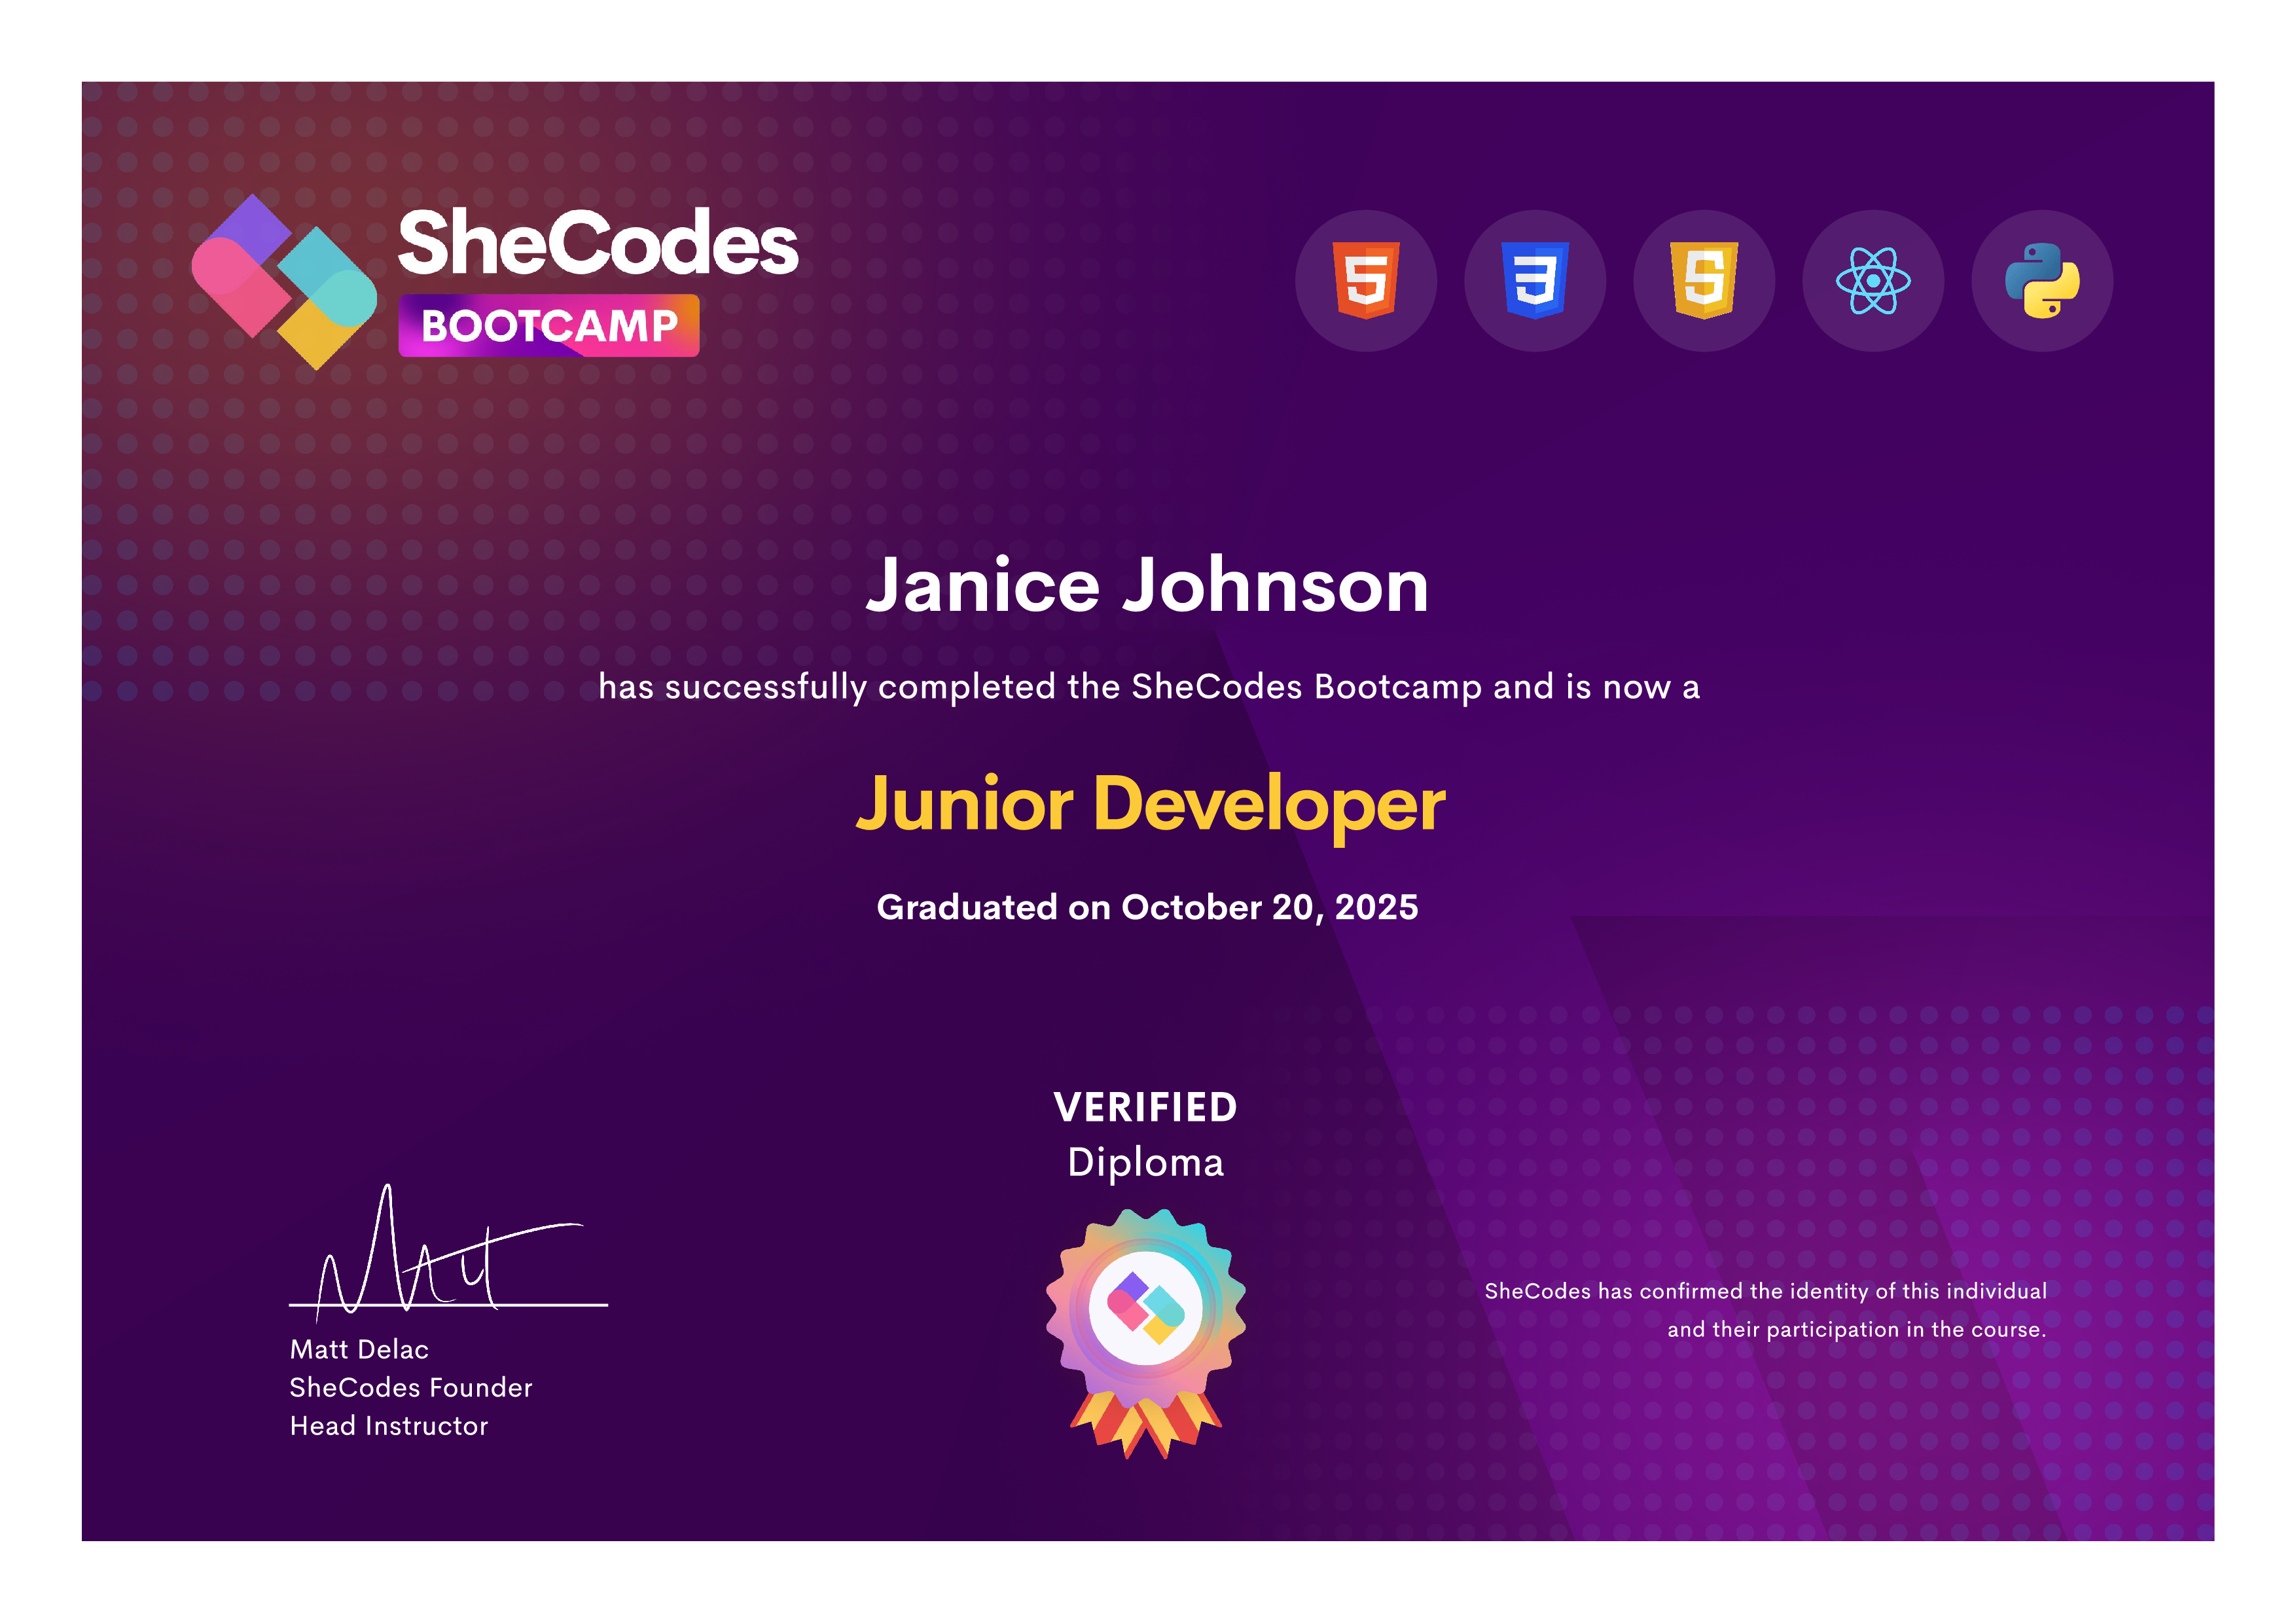 SheCodes
BOOTCAMP
Janice Johnson
has successfully completed the SheCodes Bootcamp and is now a
Junior Developer
Graduated on October 20, 2025
VERIFIED
Diploma
Matt Delac
SheCodes Founder
Head Instructor
SheCodes has confirmed the identity of this individual
and their participation in the course.